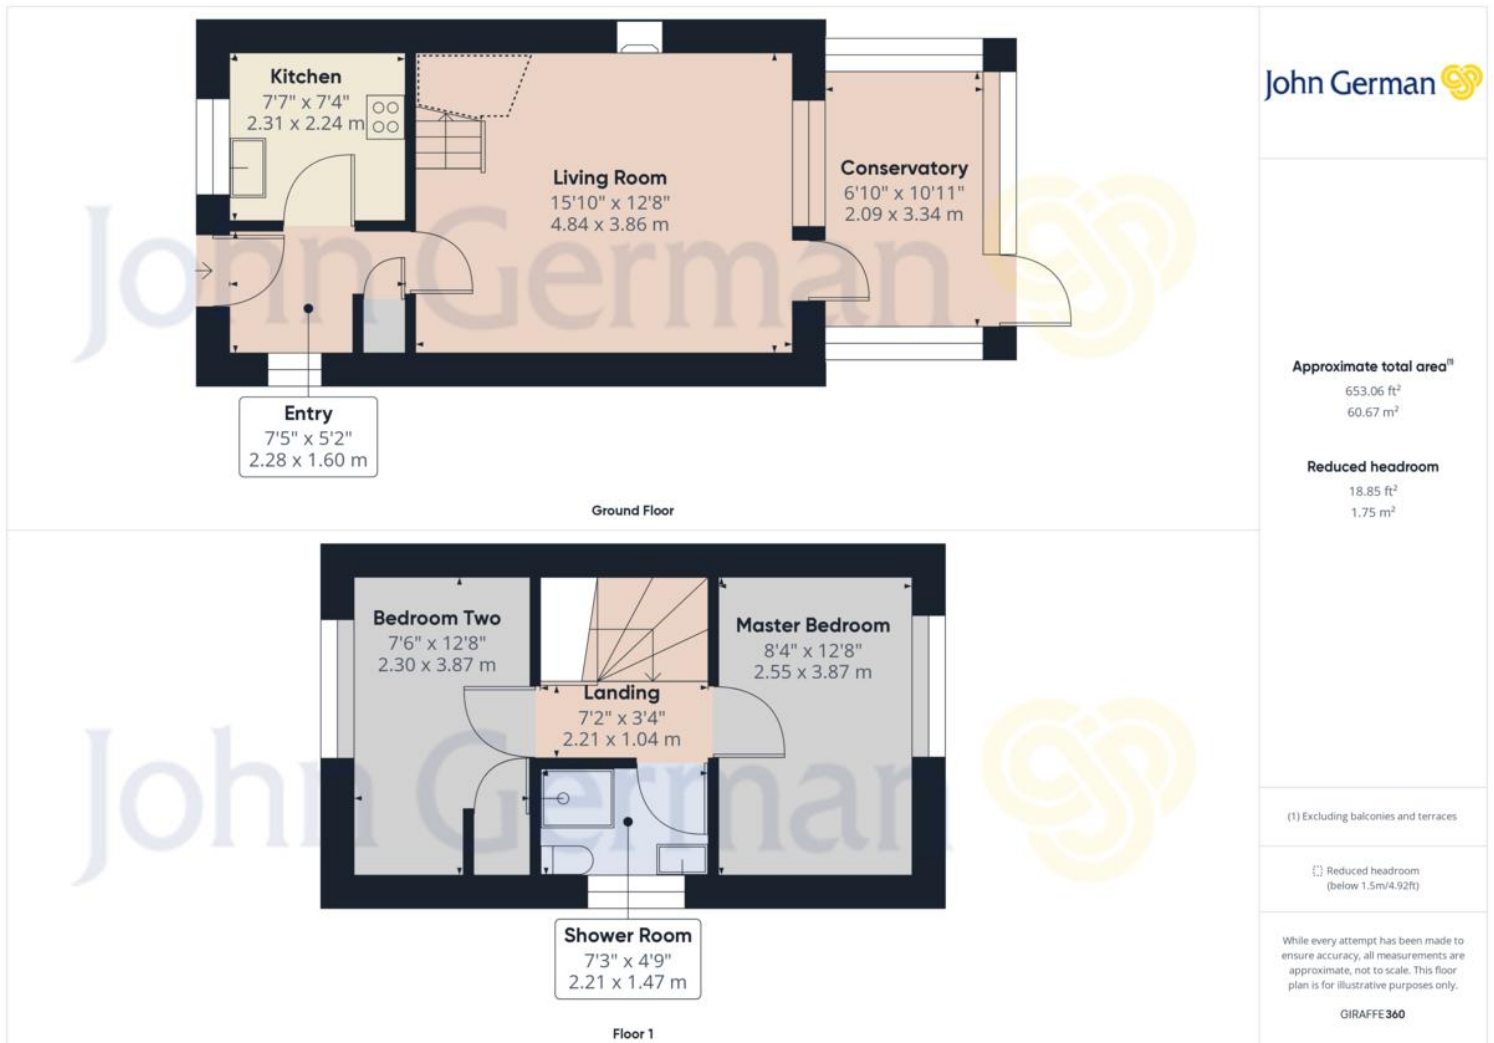 Kitchen
7'7" x 7'4"
2.31 x 2.24 m
Living Room
15'10" x 12'8"
4.84 x 3.86 m
Conservatory
6'10" x 10'11"
2.09 x 3.34 m
John German
Entry
7'5" x 5'2"
2.28 x 1.60 m
Ground Floor
Bedroom Two
7'6" x 12'8"
2.30 x 3.87 m
Landing
7'2" x 3'4"
2.21 x 1.04 m
Master Bedroom
8'4" x 12'8"
2.55 x 3.87 m
John German
Shower Room
7'3" x 4'9"
2.21 x 1.47 m
Floor 1
John German
Approximate total area(1)
653.06 ft²
60.67 m²
Reduced headroom
18.85 ft²
1.75 m²
(1) Excluding balconies and terraces
Reduced headroom
(below 1.5m/4.92ft)
While every attempt has been made to
ensure accuracy, all measurements are
approximate, not to scale. This floor
plan is for illustrative purposes only.
GIRAFFE360